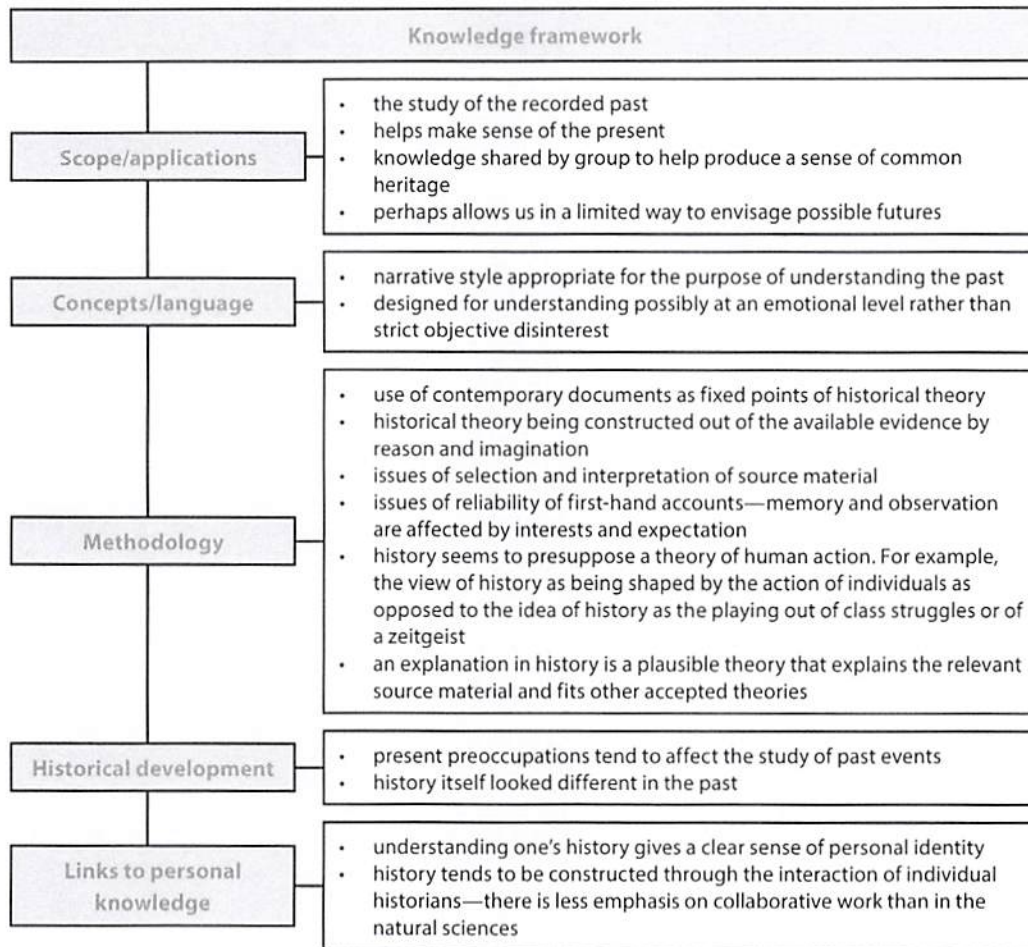 Knowledge framework
Scope/applications
• the study of the recorded past
• helps make sense of the present
• knowledge shared by group to help produce a sense of common
heritage
• perhaps allows us in a limited way to envisage possible futures
Concepts/language
• narrative style appropriate for the purpose of understanding the past
• designed for understanding possibly at an emotional level rather than
strict objective disinterest
Methodology
• use of contemporary documents as fixed points of historical theory
• historical theory being constructed out of the available evidence by
reason and imagination
• issues of selection and interpretation of source material
• issues of reliability of first-hand accounts—memory and observation
are affected by interests and expectation
• history seems to presuppose a theory of human action. For example,
the view of history as being shaped by the action of individuals as
opposed to the idea of history as the playing out of class struggles or of
a zeitgeist
• an explanation in history is a plausible theory that explains the relevant
source material and fits other accepted theories
Historical development
• present preoccupations tend to affect the study of past events
• history itself looked different in the past
Links to personal
knowledge
• understanding one's history gives a clear sense of personal identity
• history tends to be constructed through the interaction of individual
historians—there is less emphasis on collaborative work than in the
natural sciences